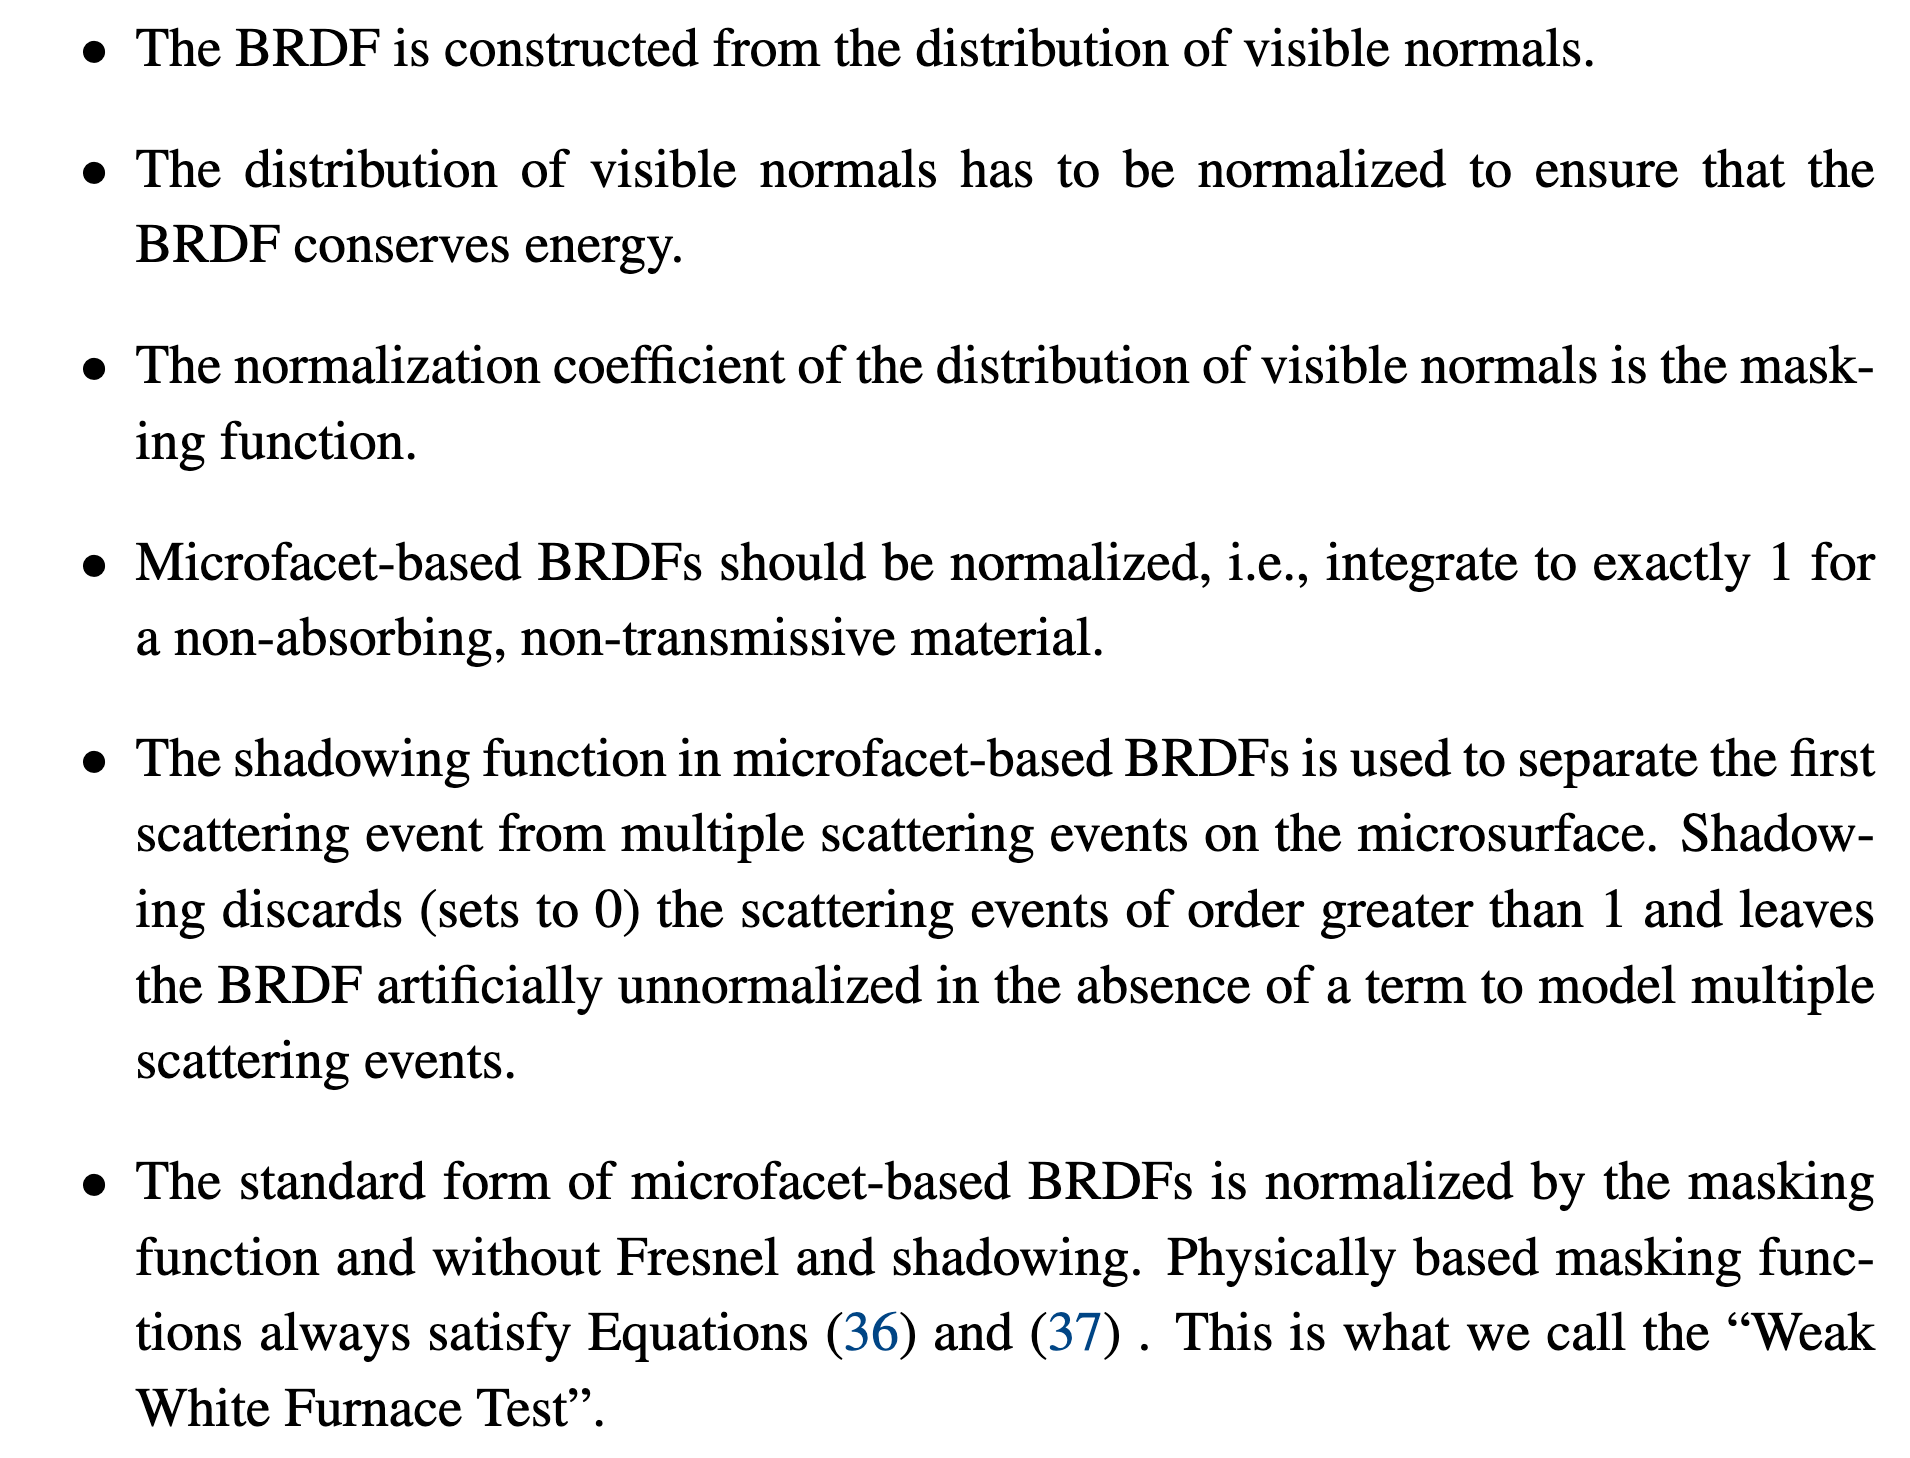 • The BRDF is constructed from the distribution of visible normals.
• The distribution of visible normals has to be normalized to ensure that the
BRDF conserves energy.
• The normalization coefficient of the distribution of visible normals is the mask-
ing function.
• Microfacet-based BRDFs should be normalized, i.e., integrate to exactly 1 for
a non-absorbing, non-transmissive material.
• The shadowing function in microfacet-based BRDFs is used to separate the first
scattering event from multiple scattering events on the microsurface. Shadow-
ing discards (sets to 0) the scattering events of order greater than 1 and leaves
the BRDF artificially unnormalized in the absence of a term to model multiple
scattering events.
• The standard form of microfacet-based BRDFs is normalized by the masking
function and without Fresnel and shadowing. Physically based masking func-
tions always satisfy Equations (36) and (37) . This is what we call the “Weak
White Furnace Test”.